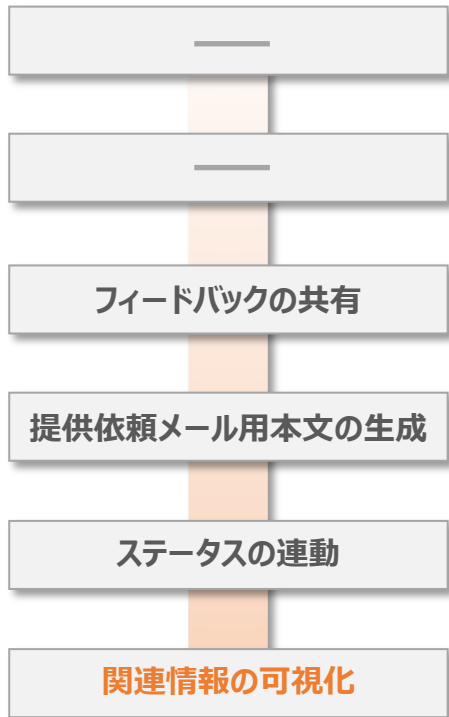 フィードバックの共有
提供依頼メール用本文の生成
ステータスの連動
関連情報の可視化